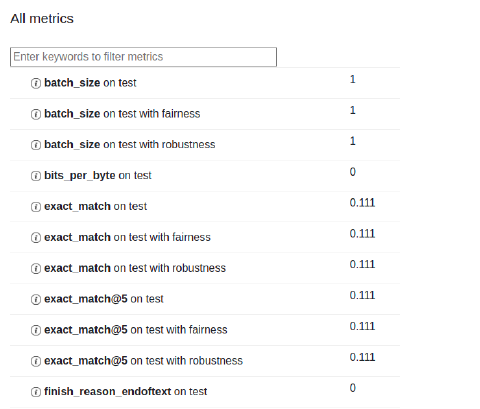 All metrics
Enter keywords to filter metrics
batch_size on test 1
batch_size on test with fairness 1
batch_size on test with robustness 1
bits_per_byte on test 0
exact_match on test 0.111
exact_match on test with fairness 0.111
exact_match on test with robustness 0.111
exact_match@5 on test 0.111
exact_match@5 on test with fairness 0.111
exact_match@5 on test with robustness 0.111
finish_reason_endoftext on test 0